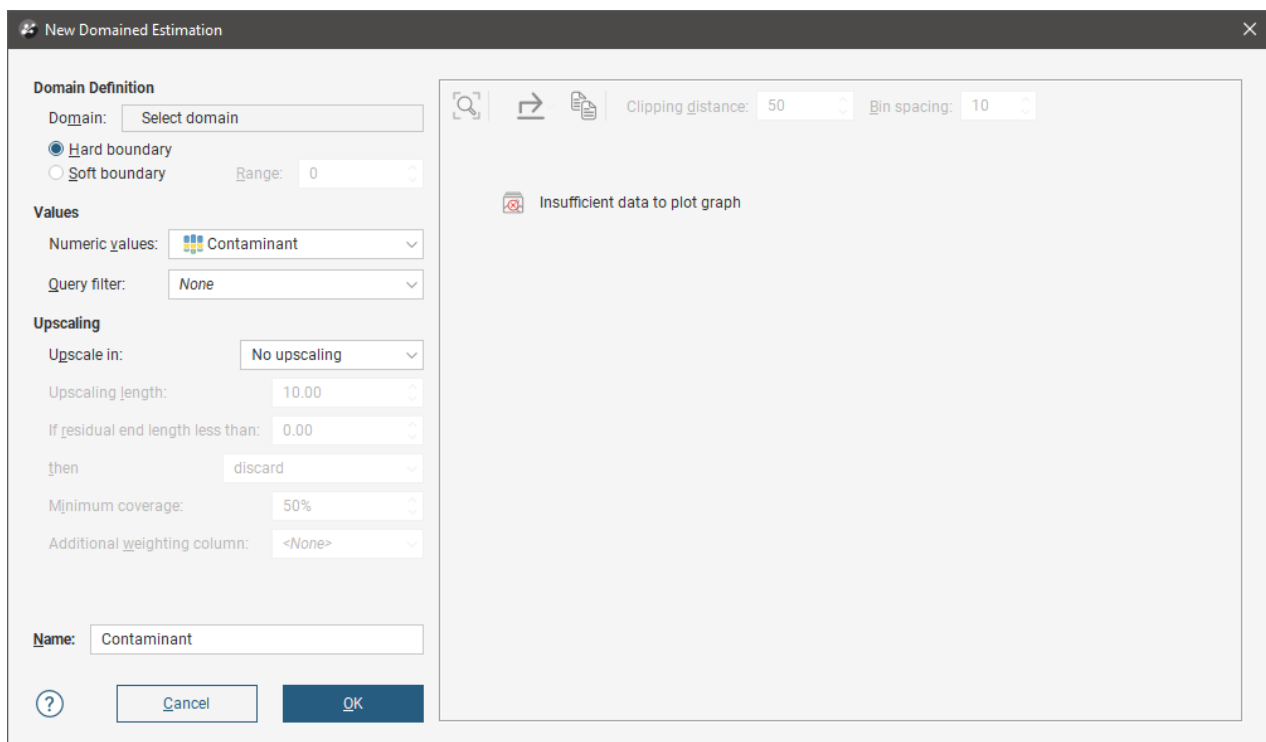 New Domained Estimation
Domain Definition
Domain: Select domain
Hard boundary
Soft boundary Range: 0
Values
Numeric values: Contaminant
Query filter: None
Upscaling
Upscale in: No upscaling
Upscaling length: 10.00
If residual end length less than: 0.00
then discard
Minimum coverage: 50%
Additional weighting column: <None>
Name: Contaminant
? Cancel OK
Clipping distance: 50 Bin spacing: 10
Insufficient data to plot graph